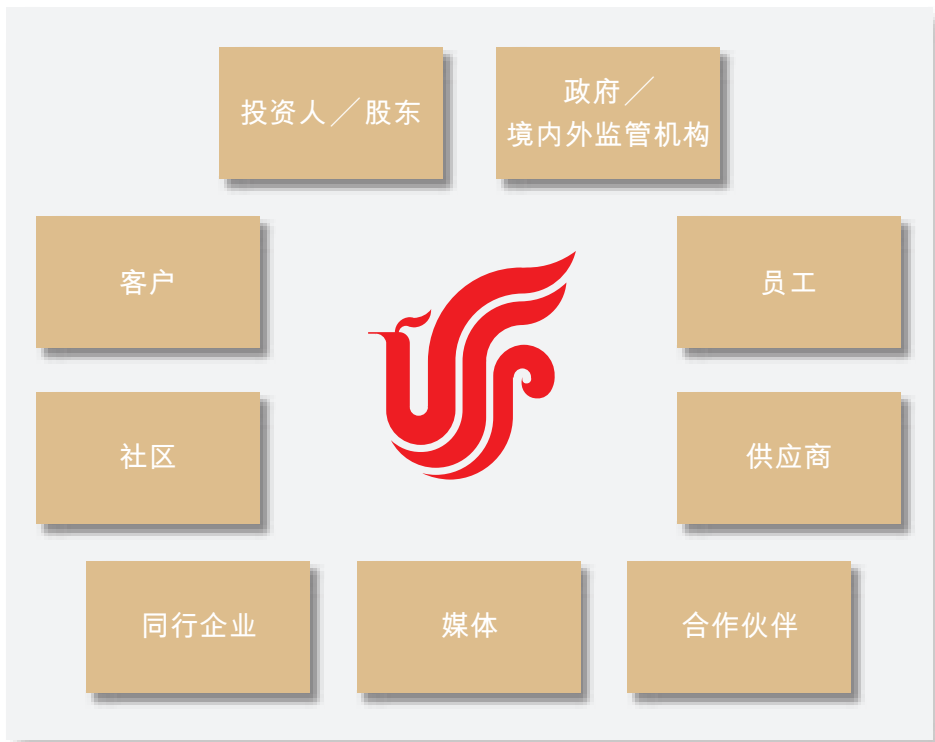 投资人／股东
政府／
境内外监管机构
客户
员工
社区
供应商
同行企业
媒体
合作伙伴